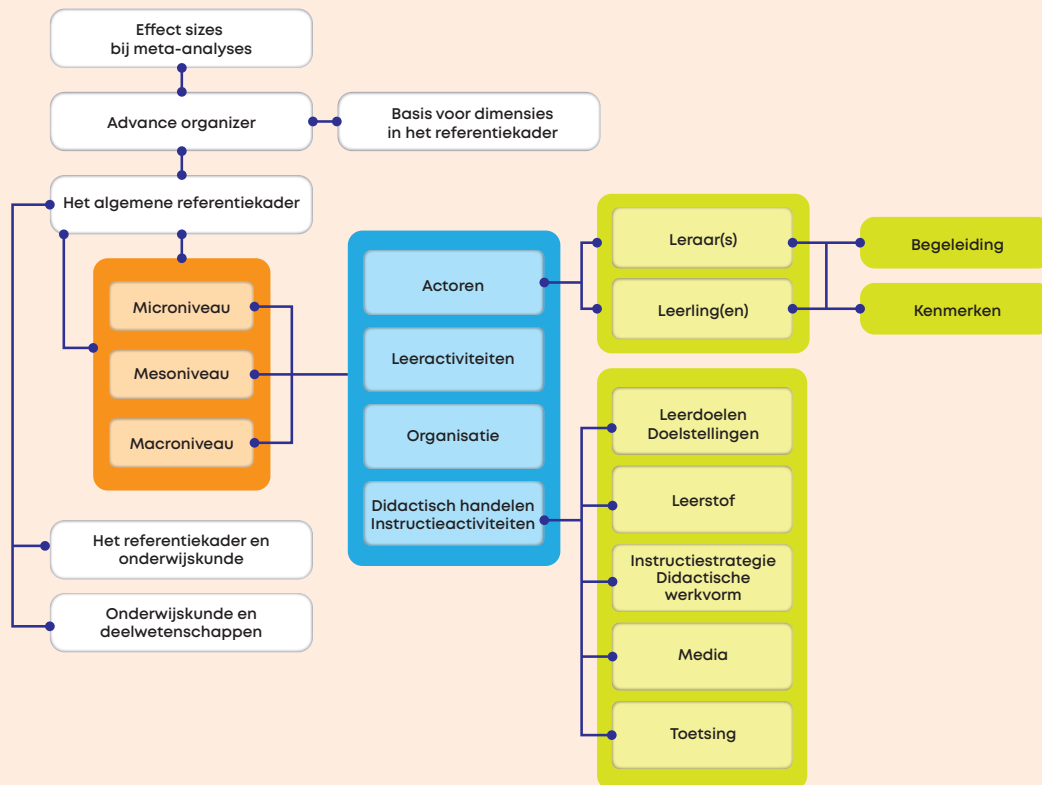 Effect sizes
bij meta-analyses
Advance organizer
Basis voor dimensies
in het referentiekader
Het algemene referentiekader
Microniveau
Mesoniveau
Macroniveau
Het referentiekader en
onderwijskunde
Onderwijskunde en
deelwetenschappen
Actoren
Leeractiviteiten
Organisatie
Didactisch handelen
Instructieactiviteiten
Leraar(s)
Leerling(en)
Begeleiding
Kenmerken
Leerdoelen
Doelstellingen
Leerstof
Instructiestrategie
Didactische
werkvorm
Media
Toetsing